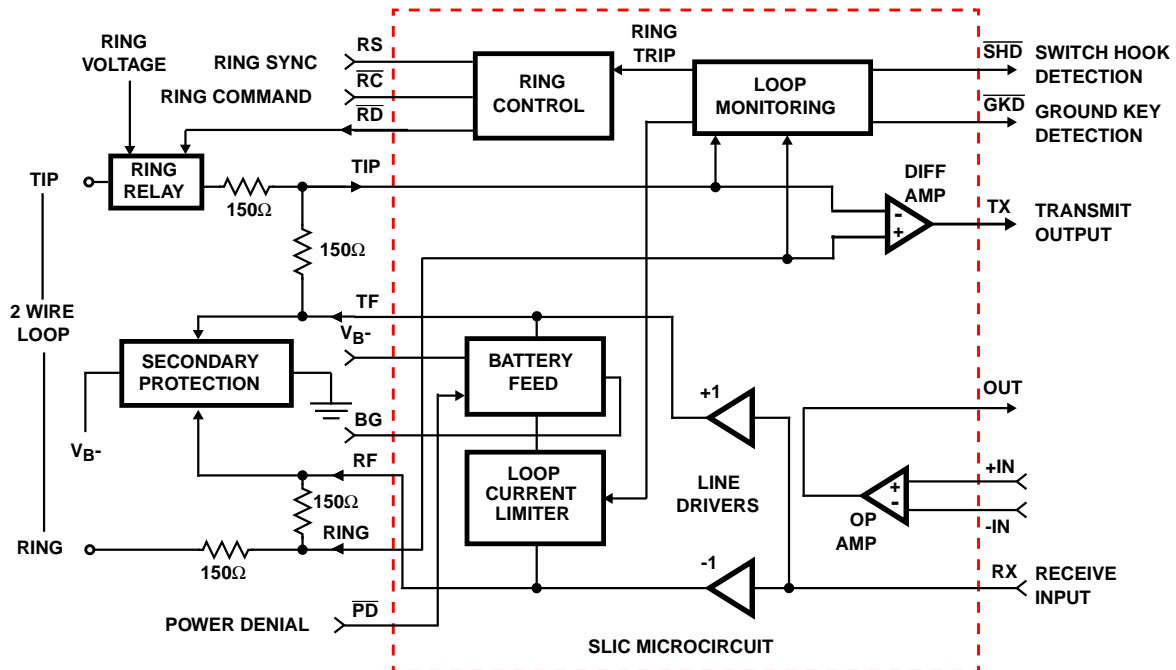 RING
VOLTAGE
RS
RING SYNC
RC
RING COMMAND
RD
RING
CONTROL
RING
TRIP
LOOP
MONITORING
SHD
SWITCH HOOK
DETECTION
GKD
GROUND KEY
DETECTION
TIP
RING
RELAY
150Ω
TIP
DIFF
AMP
-
+
TX
TRANSMIT
OUTPUT
150Ω
2 WIRE
LOOP
TF
VB-
SECONDARY
PROTECTION
BATTERY
FEED
VB-
BG
RF
+1
OUT
LOOP
CURRENT
LIMITER
LINE
DRIVERS
+
-
+IN
-IN
OP
AMP
150Ω
RING
RING
150Ω
-1
RX
RECEIVE
INPUT
POWER DENIAL
PD
SLIC MICROCIRCUIT